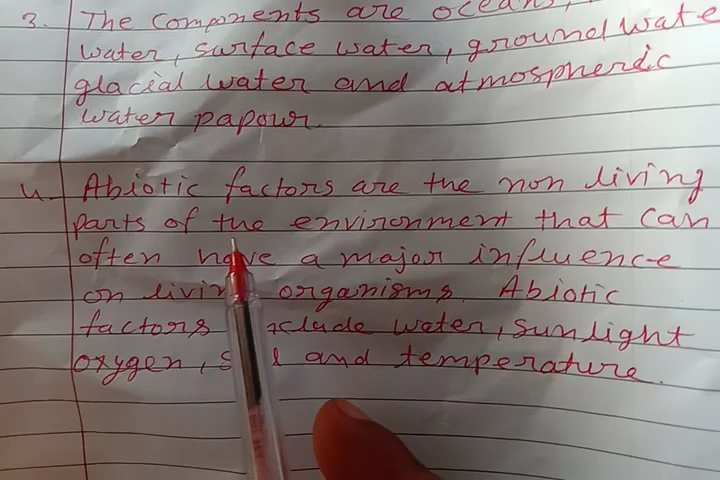 3. The components are oceans,
water, surface water, ground wate
glacial water and atmospheric
water papour.
4. Abiotic factors are the non living
parts of the environment that can
often have a major influence
on living organisms. Abiotic
factors include water, sunlight
oxygen, and temperature.